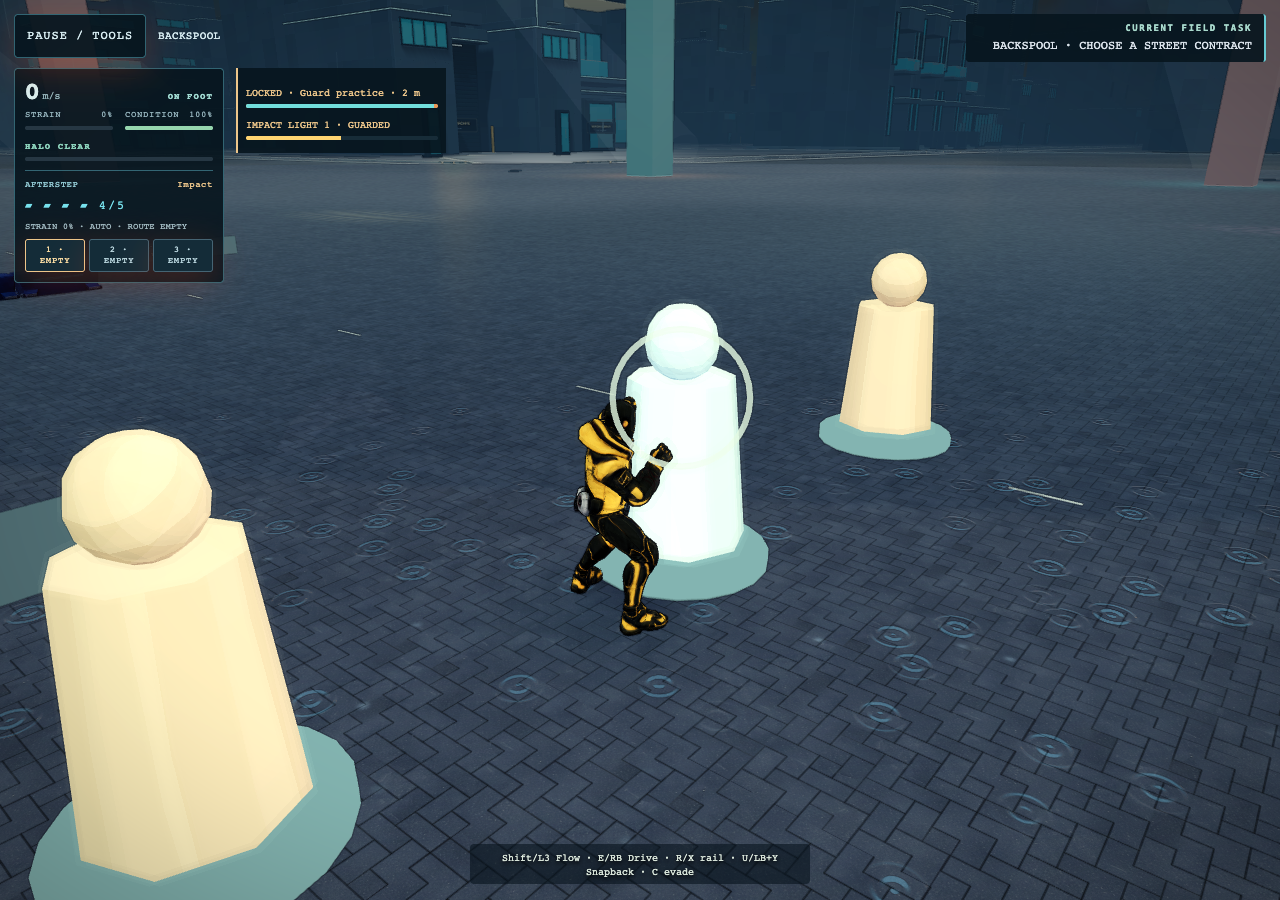 PAUSE / TOOLS
BACKSPOOL
CURRENT FIELD TASK
BACKSPOOL · CHOOSE A STREET CONTRACT
0 m/s
ON FOOT
STRAIN 0%
CONDITION 100%
HALO CLEAR
AFTERSTEP
Impact
4/5
STRAIN 0% · AUTO · ROUTE EMPTY
1 ·
EMPTY
2 ·
EMPTY
3 ·
EMPTY
LOCKED · Guard practice · 2 m
IMPACT LIGHT 1 · GUARDED
Shift/L3 Flow · E/RB Drive · R/X rail · U/LB+Y
Snapback · C evade